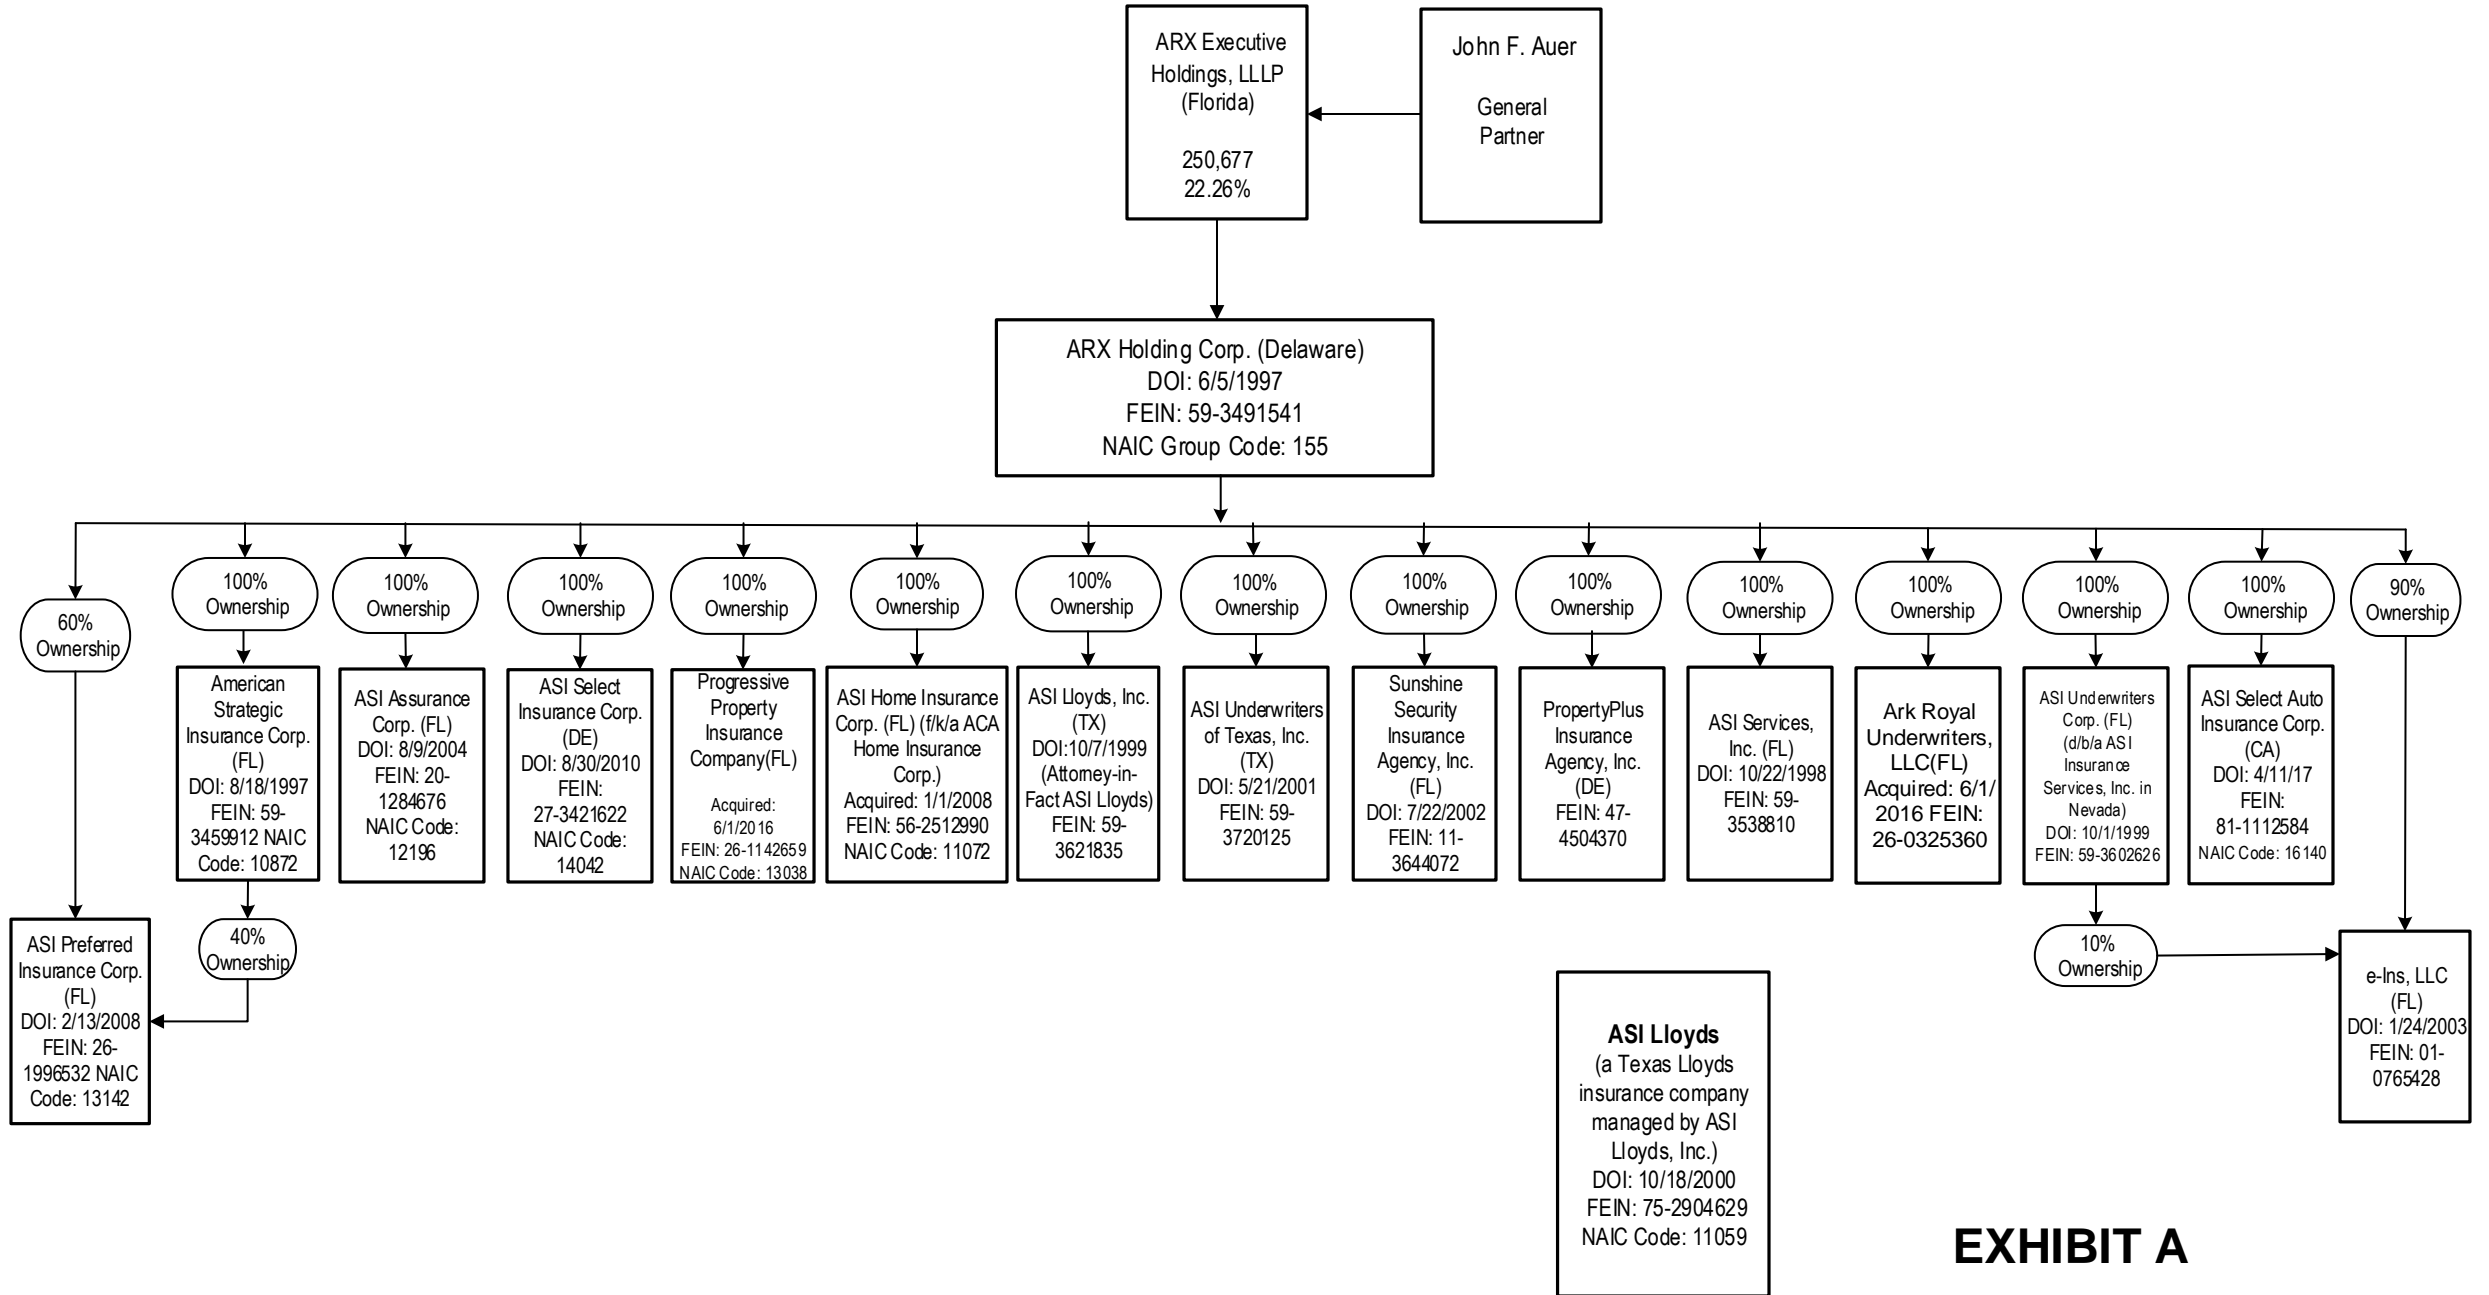 ARX Executive
Holdings, LLLP
(Florida)
250,677
22.26%
John F. Auer
General
Partner
ARX Holding Corp. (Delaware)
DOI: 6/5/1997
FEIN: 59-3491541
NAIC Group Code: 155
60%
Ownership
100%
Ownership
100%
Ownership
100%
Ownership
100%
Ownership
100%
Ownership
100%
Ownership
100%
Ownership
100%
Ownership
100%
Ownership
100%
Ownership
100%
Ownership
100%
Ownership
100%
Ownership
90%
Ownership
American
Strategic
Insurance Corp.
(FL)
DOI: 8/18/1997
FEIN: 59-
3459912 NAIC
Code: 10872
ASI Assurance
Corp. (FL)
DOI: 8/9/2004
FEIN: 20-
1284676
NAIC Code:
12196
ASI Select
Insurance Corp.
(DE)
DOI: 8/30/2010
FEIN:
27-3421622
NAIC Code:
14042
Progressive
Property
Insurance
Company(FL)
Acquired:
6/1/2016
FEIN: 26-1142659
NAIC Code: 13038
ASI Home Insurance
Corp. (FL) (f/k/a ACA
Home Insurance
Corp.)
Acquired: 1/1/2008
FEIN: 56-2512990
NAIC Code: 11072
ASI Lloyds, Inc.
(TX)
DOI:10/7/1999
(Attorney-in-
Fact ASI Lloyds)
FEIN: 59-
3621835
ASI Underwriters
of Texas, Inc.
(TX)
DOI: 5/21/2001
FEIN: 59-
3720125
Sunshine
Security
Insurance
Agency, Inc.
(FL)
DOI: 7/22/2002
FEIN: 11-
3644072
PropertyPlus
Insurance
Agency, Inc.
(DE)
FEIN: 47-
4504370
ASI Services,
Inc. (FL)
DOI: 10/22/1998
FEIN: 59-
3538810
Ark Royal
Underwriters,
LLC(FL)
Acquired: 6/1/
2016 FEIN:
26-0325360
ASI Underwriters
Corp. (FL)
(d/b/a ASI
Insurance
Services, Inc. in
Nevada)
DOI: 10/1/1999
FEIN: 59-3602626
ASI Select Auto
Insurance Corp.
(CA)
DOI: 4/11/17
FEIN:
81-1112584
NAIC Code: 16140
ASI Preferred
Insurance Corp.
(FL)
DOI: 2/13/2008
FEIN: 26-
1996532 NAIC
Code: 13142
40%
Ownership
10%
Ownership
e-Ins, LLC
(FL)
DOI: 1/24/2003
FEIN: 01-
0765428
ASI Lloyds
(a Texas Lloyds
insurance company
managed by ASI
Lloyds, Inc.)
DOI: 10/18/2000
FEIN: 75-2904629
NAIC Code: 11059
EXHIBIT A